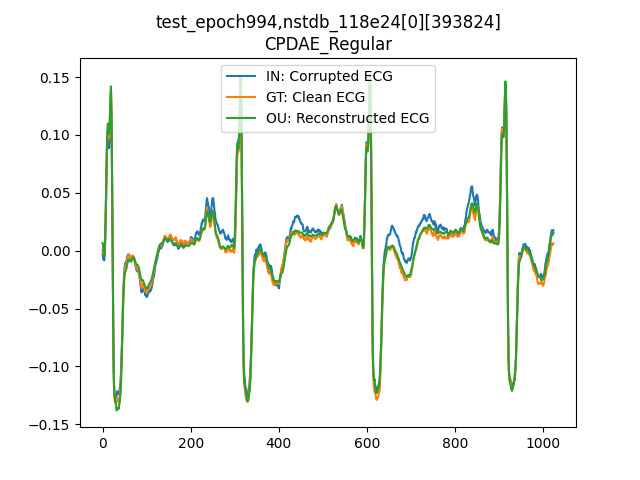 test_epoch994,nstdb_118e24[0][393824]
CPDAE_Regular
IN: Corrupted ECG
GT: Clean ECG
OU: Reconstructed ECG
0.15
0.10
0.05
0.00
−0.05
−0.10
−0.15
0 200 400 600 800 1000